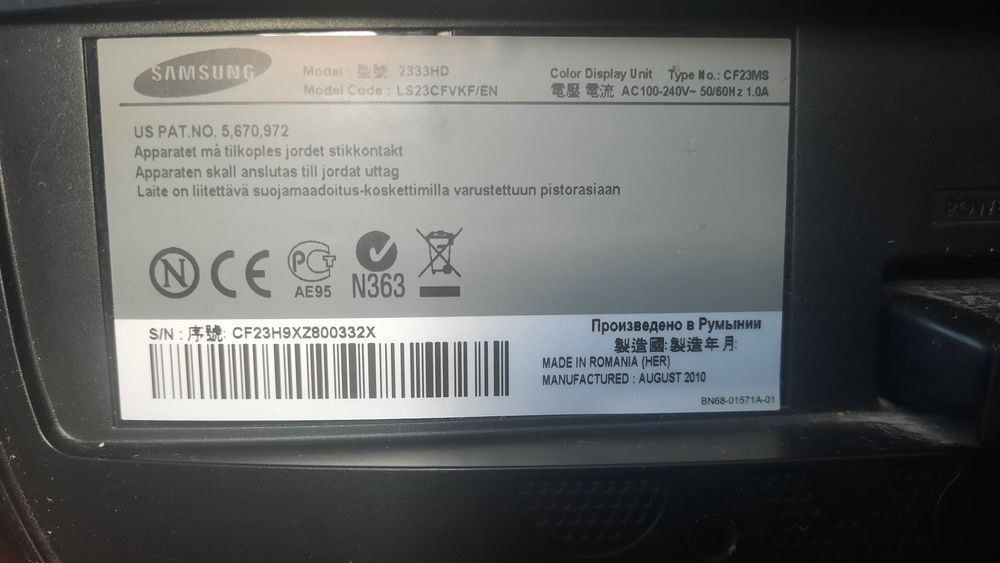 SAMSUNG
Model : 型號: 2333HD
Model Code : LS23CFVKF/EN
Color Display Unit Type No.: CF23MS
電壓 電流 AC100-240V~ 50/60Hz 1.0A
US PAT.NO. 5,670,972
Apparatet må tilkoples jordet stikkontakt
Apparaten skall anslutas till jordat uttag
Laite on liitettävä suojamaadoitus-koskettimilla varustettuun pistorasiaan
N CE PCT AE95 N363
S/N : 序號: CF23H9XZ800332X
Произведено в Румынии
製造國:製造年月:
MADE IN ROMANIA (HER)
MANUFACTURED : AUGUST 2010
BN68-01571A-01